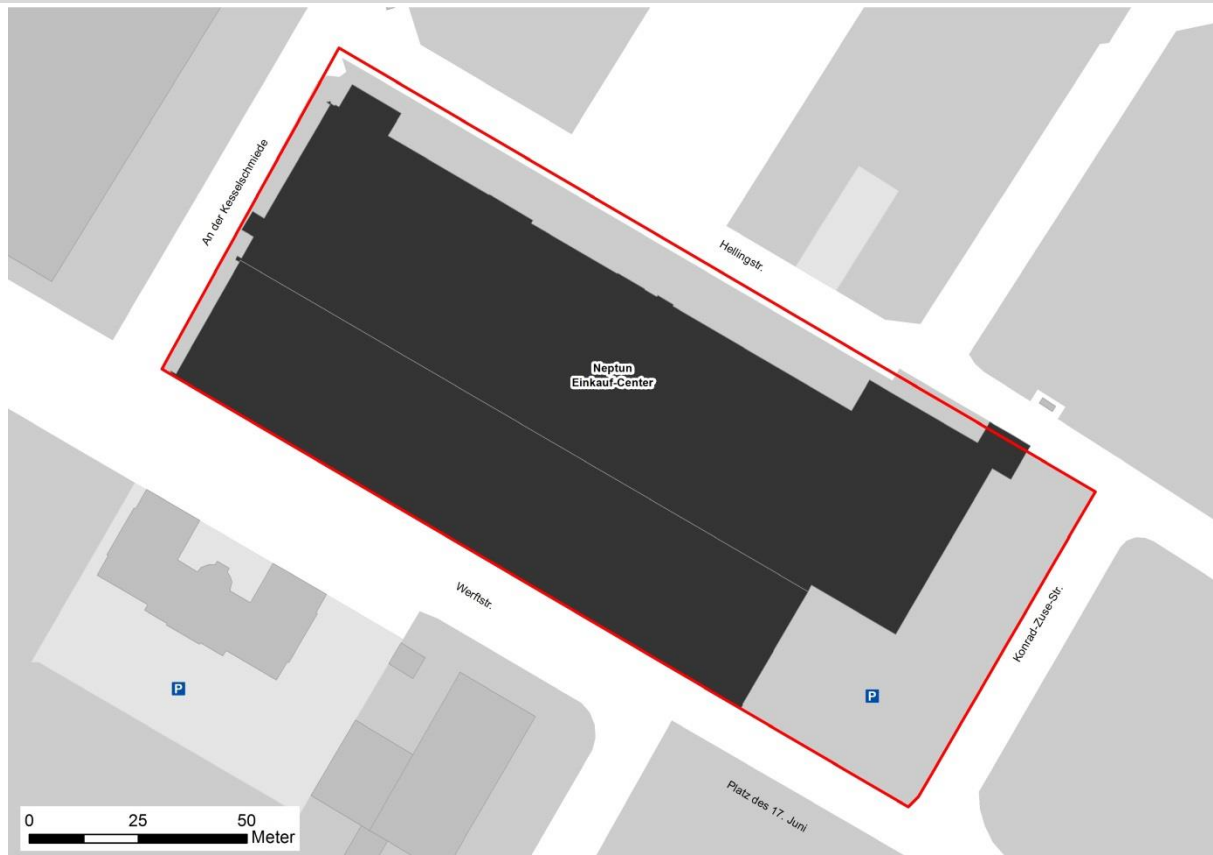 An der Kesselschmiede
Hellingstr.
Neptun
Einkauf-Center
Werftstr.
Konrad-Zuse-Str.
P
P
Platz des 17. Juni
0 25 50
Meter